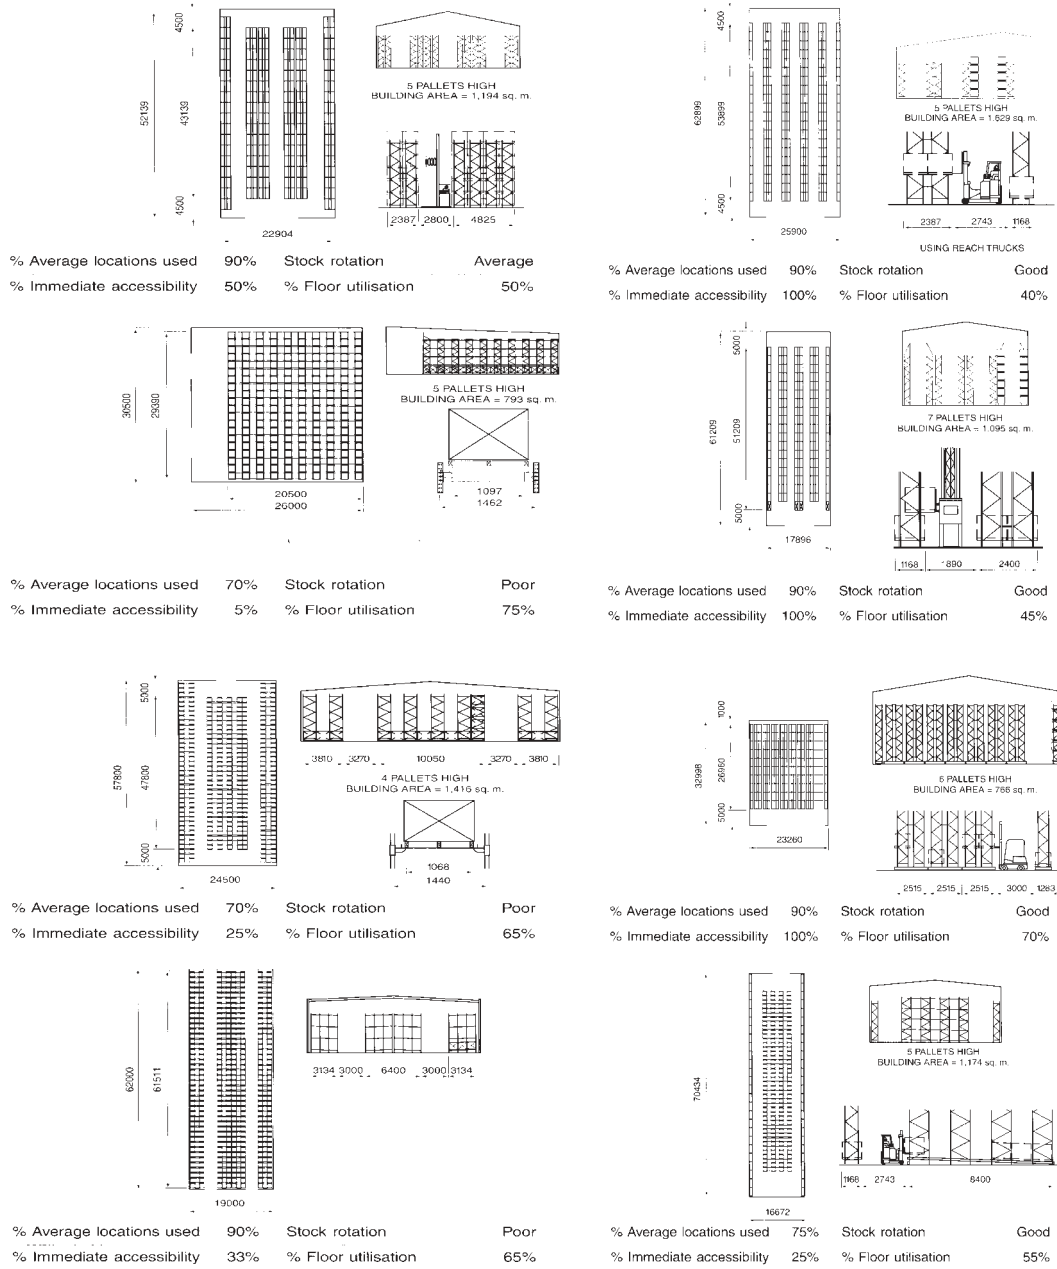 4500
52139
43139
4500
22904
5 PALLETS HIGH
BUILDING AREA = 1,194 sq. m.
2387 2800 4825
% Average locations used 90% Stock rotation Average
% Immediate accessibility 50% % Floor utilisation 50%
4500
62899
53899
4500
25900
5 PALLETS HIGH
BUILDING AREA = 1.629 sq. m.
2387 2743 1168
USING REACH TRUCKS
% Average locations used 90% Stock rotation Good
% Immediate accessibility 100% % Floor utilisation 40%
30500
29390
20500
26000
5 PALLETS HIGH
BUILDING AREA = 793 sq. m.
1097
1462
% Average locations used 70% Stock rotation Poor
% Immediate accessibility 5% % Floor utilisation 75%
5000
61209
51209
5000
17896
7 PALLETS HIGH
BUILDING AREA = 1.095 sq. m.
1168 1890 2400
% Average locations used 90% Stock rotation Good
% Immediate accessibility 100% % Floor utilisation 45%
5000
57800
47800
5000
24500
3810 3270 10050 3270 3810
4 PALLETS HIGH
BUILDING AREA = 1,416 sq. m.
1068
1440
% Average locations used 70% Stock rotation Poor
% Immediate accessibility 25% % Floor utilisation 65%
1000
32998
26980
5000
23260
6 PALLETS HIGH
BUILDING AREA = 766 sq. m.
2515 2515 2515 3000 1283
% Average locations used 90% Stock rotation Good
% Immediate accessibility 100% % Floor utilisation 70%
62000
61511
19000
3134 3000 6400 3000 3134
% Average locations used 90% Stock rotation Poor
% Immediate accessibility 33% % Floor utilisation 65%
70434
16672
5 PALLETS HIGH
BUILDING AREA = 1,174 sq. m.
1168 2743 8400
% Average locations used 75% Stock rotation Good
% Immediate accessibility 25% % Floor utilisation 55%